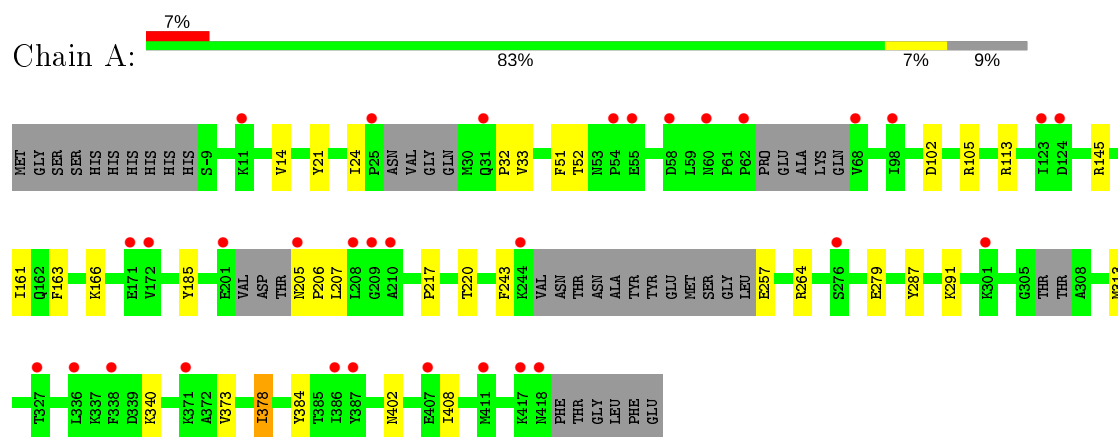 7%
Chain A:
83% 7% 9%
MET GLY SER SER HIS HIS HIS HIS HIS HIS S-9 K11 V14 Y21 I24 P25 ASN VAL GLY GLN M30 Q31 P32 V33 F51 T52 N53 P54 E55 D58 L59 N60 P61 P62 PRO GLU ALA LYS GLN V68 I98 D102 R105 R113 I123 D124 R145
I161 Q162 F163 K166 E171 V172 Y185 E201 VAL ASP THR N205 P206 L207 L208 G209 A210 P217 T220 F243 K244 VAL ASN THR ASN ALA TYR TYR GLU MET SER GLY LEU E257 R264 S276 E279 Y287 K291 K301 G305 THR THR A308 M313
T327 L336 K337 F338 D339 K340 K371 A372 V373 I378 Y384 T385 I386 Y387 N402 E407 I408 M411 K417 N418 PHE THR GLY LEU PHE GLU